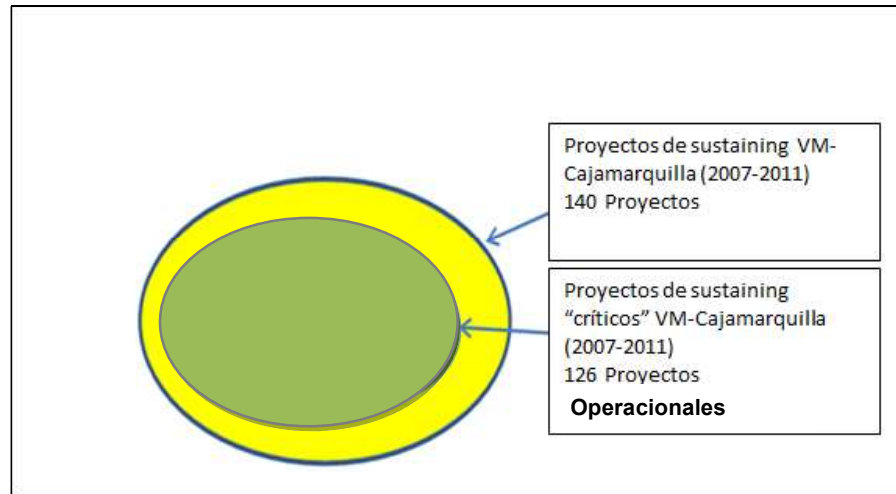 Proyectos de sustaining VM-
Cajamarquilla (2007-2011)
140 Proyectos
Proyectos de sustaining
“críticos” VM-Cajamarquilla
(2007-2011)
126 Proyectos
Operacionales